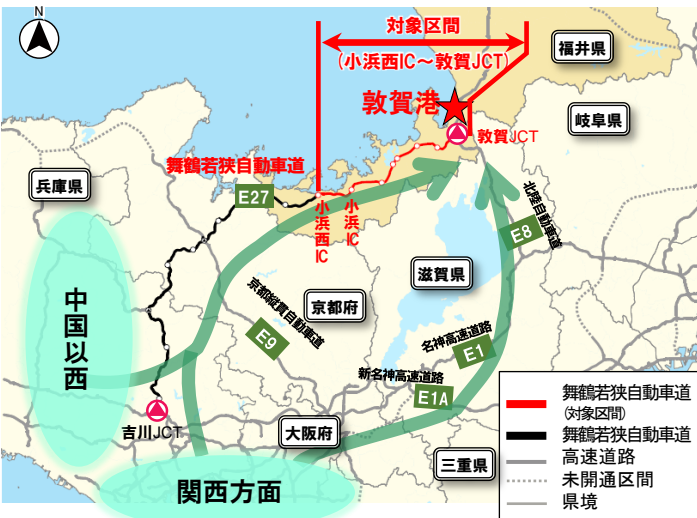 N
対象区間
(小浜西IC～敦賀JCT)
福井県
敦賀港
岐阜県
敦賀JCT
舞鶴若狭自動車道
兵庫県
E27
小浜西IC
小浜IC
北陸自動車道
E8
滋賀県
中国以西
京都縦貫自動車道
京都府
E9
名神高速道路
E1
新名神高速道路
E1A
吉川JCT
大阪府
三重県
関西方面
舞鶴若狭自動車道
(対象区間)
舞鶴若狭自動車道
高速道路
未開通区間
県境